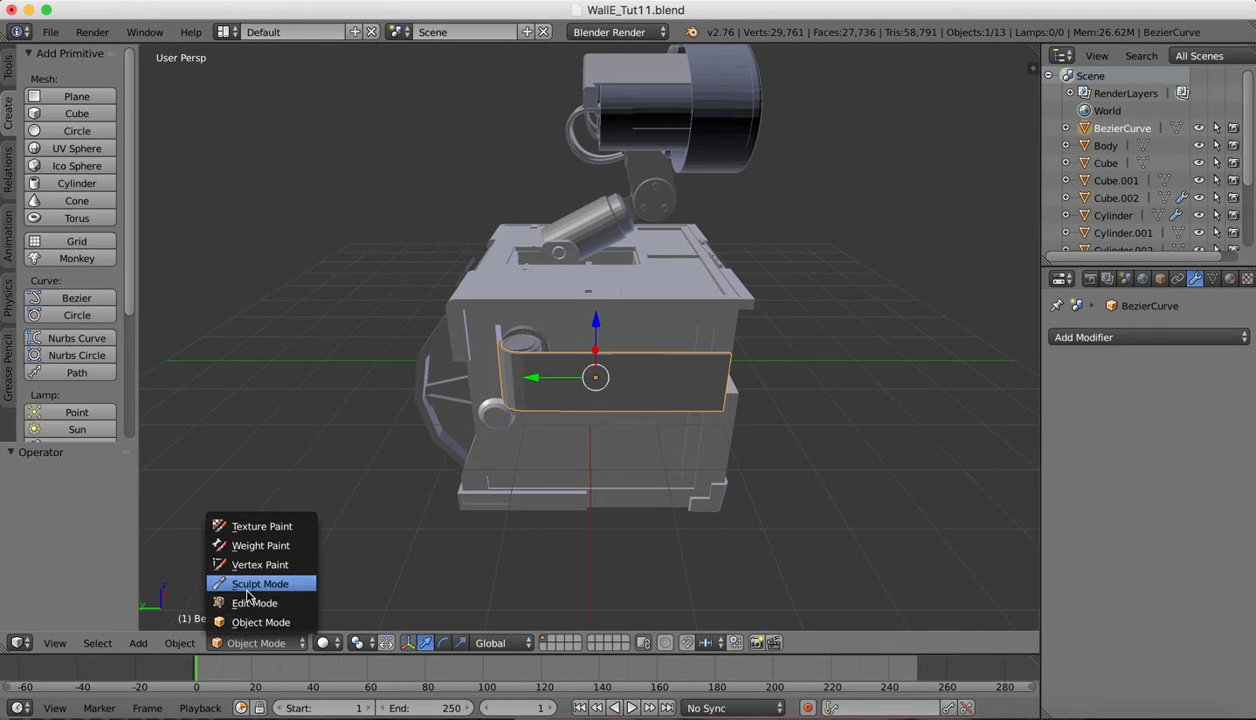 WallE_Tut11.blend
File Render Window Help Default Scene Blender Render v2.76 | Verts:29,761 | Faces:27,736 | Tris:58,791 | Objects:1/13 | Lamps:0/0 | Mem:26.62M | BezierCurve
Add Primitive
Mesh:
Plane
Cube
Circle
UV Sphere
Ico Sphere
Cylinder
Cone
Torus
Grid
Monkey
Curve:
Bezier
Circle
Nurbs Curve
Nurbs Circle
Path
Lamp:
Point
Sun
Operator
Tools
Create
Relations
Animation
Physics
Grease Pencil
User Persp
Texture Paint
Weight Paint
Vertex Paint
Sculpt Mode
Edit Mode
Object Mode
(1) Be
View Select Add Object Object Mode Global
-60 -40 -20 0 20 40 60 80 100 120 140 160 180 200 220 240 260 280
View Marker Frame Playback Start: 1 End: 250 1 No Sync
View Search All Scenes
Scene
RenderLayers
World
BezierCurve
Body
Cube
Cube.001
Cube.002
Cylinder
Cylinder.001
BezierCurve
Add Modifier